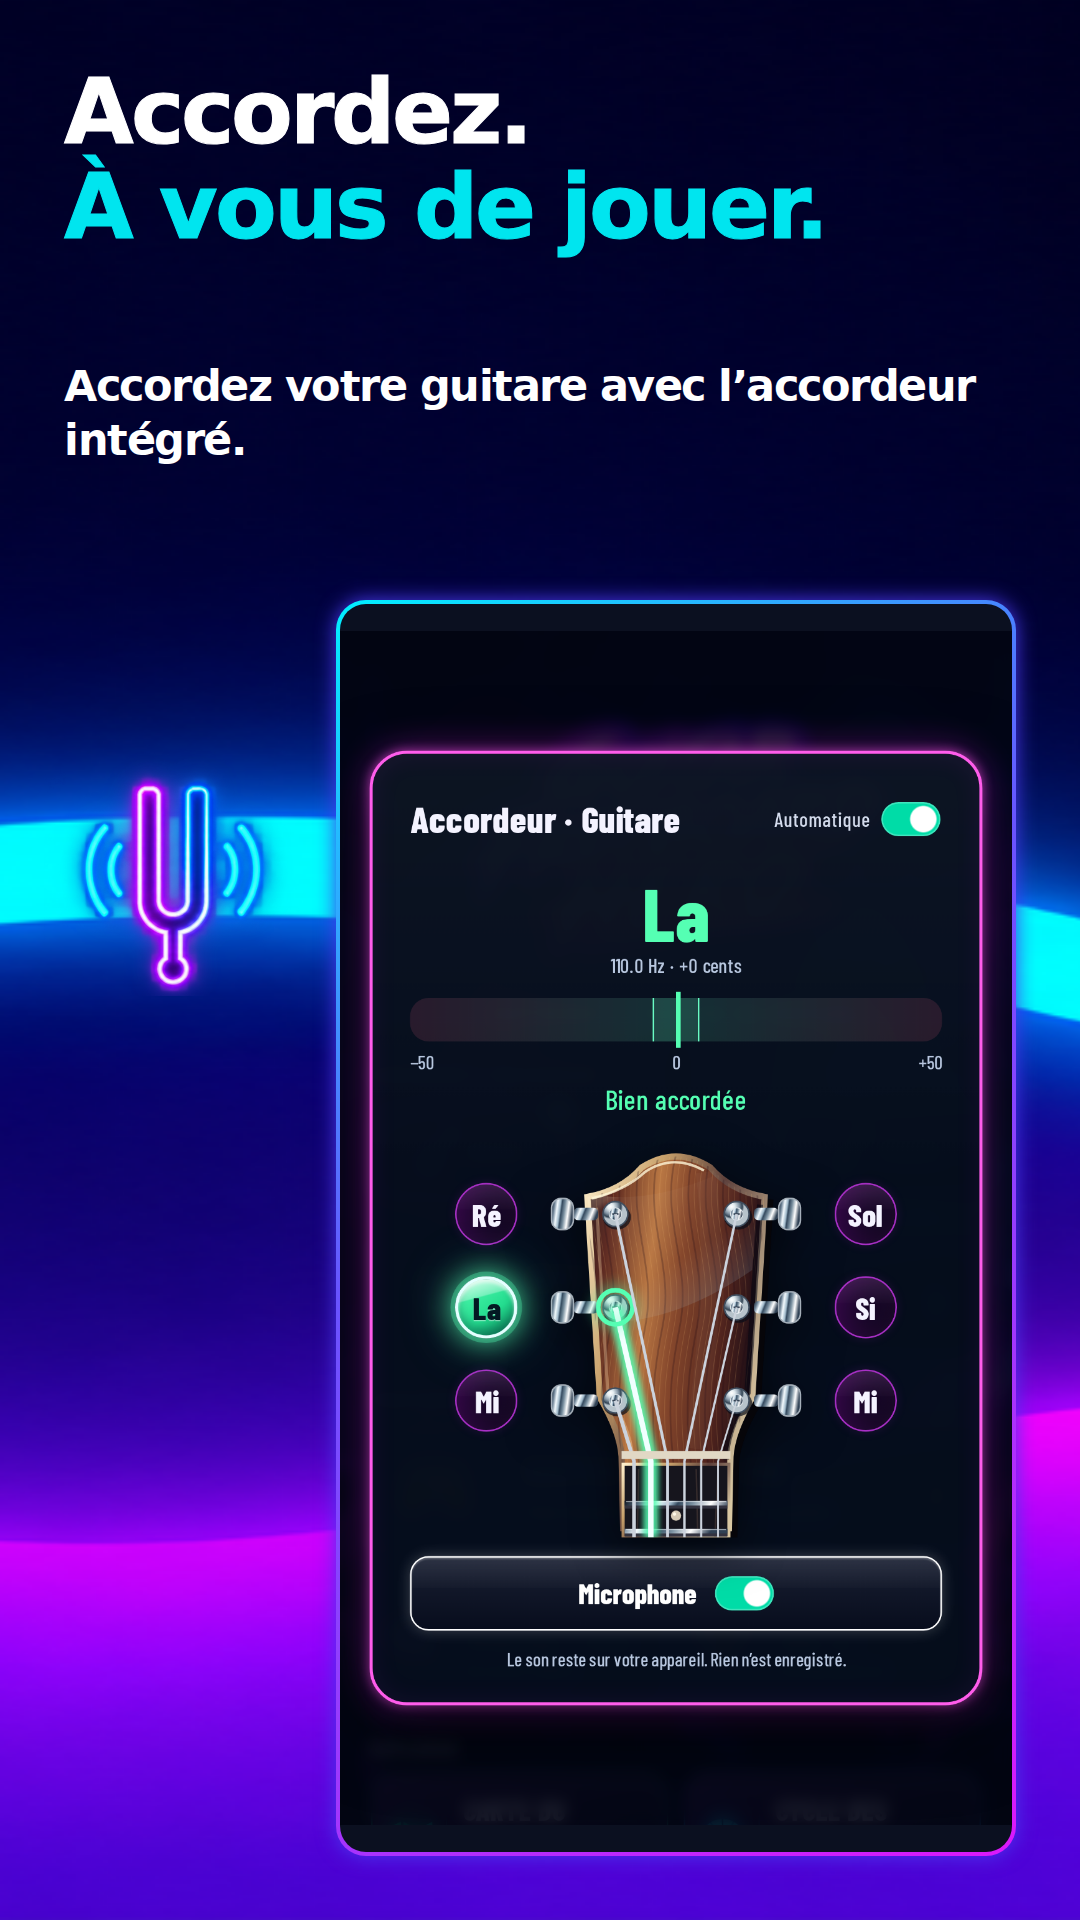 Accordez.
À vous de jouer.
Accordez votre guitare avec l’accordeur
intégré.
Accordeur · Guitare
Automatique
La
110.0 Hz · +0 cents
−50
0
+50
Bien accordée
Ré
Sol
La
Si
Mi
Mi
Microphone
Le son reste sur votre appareil. Rien n’est enregistré.